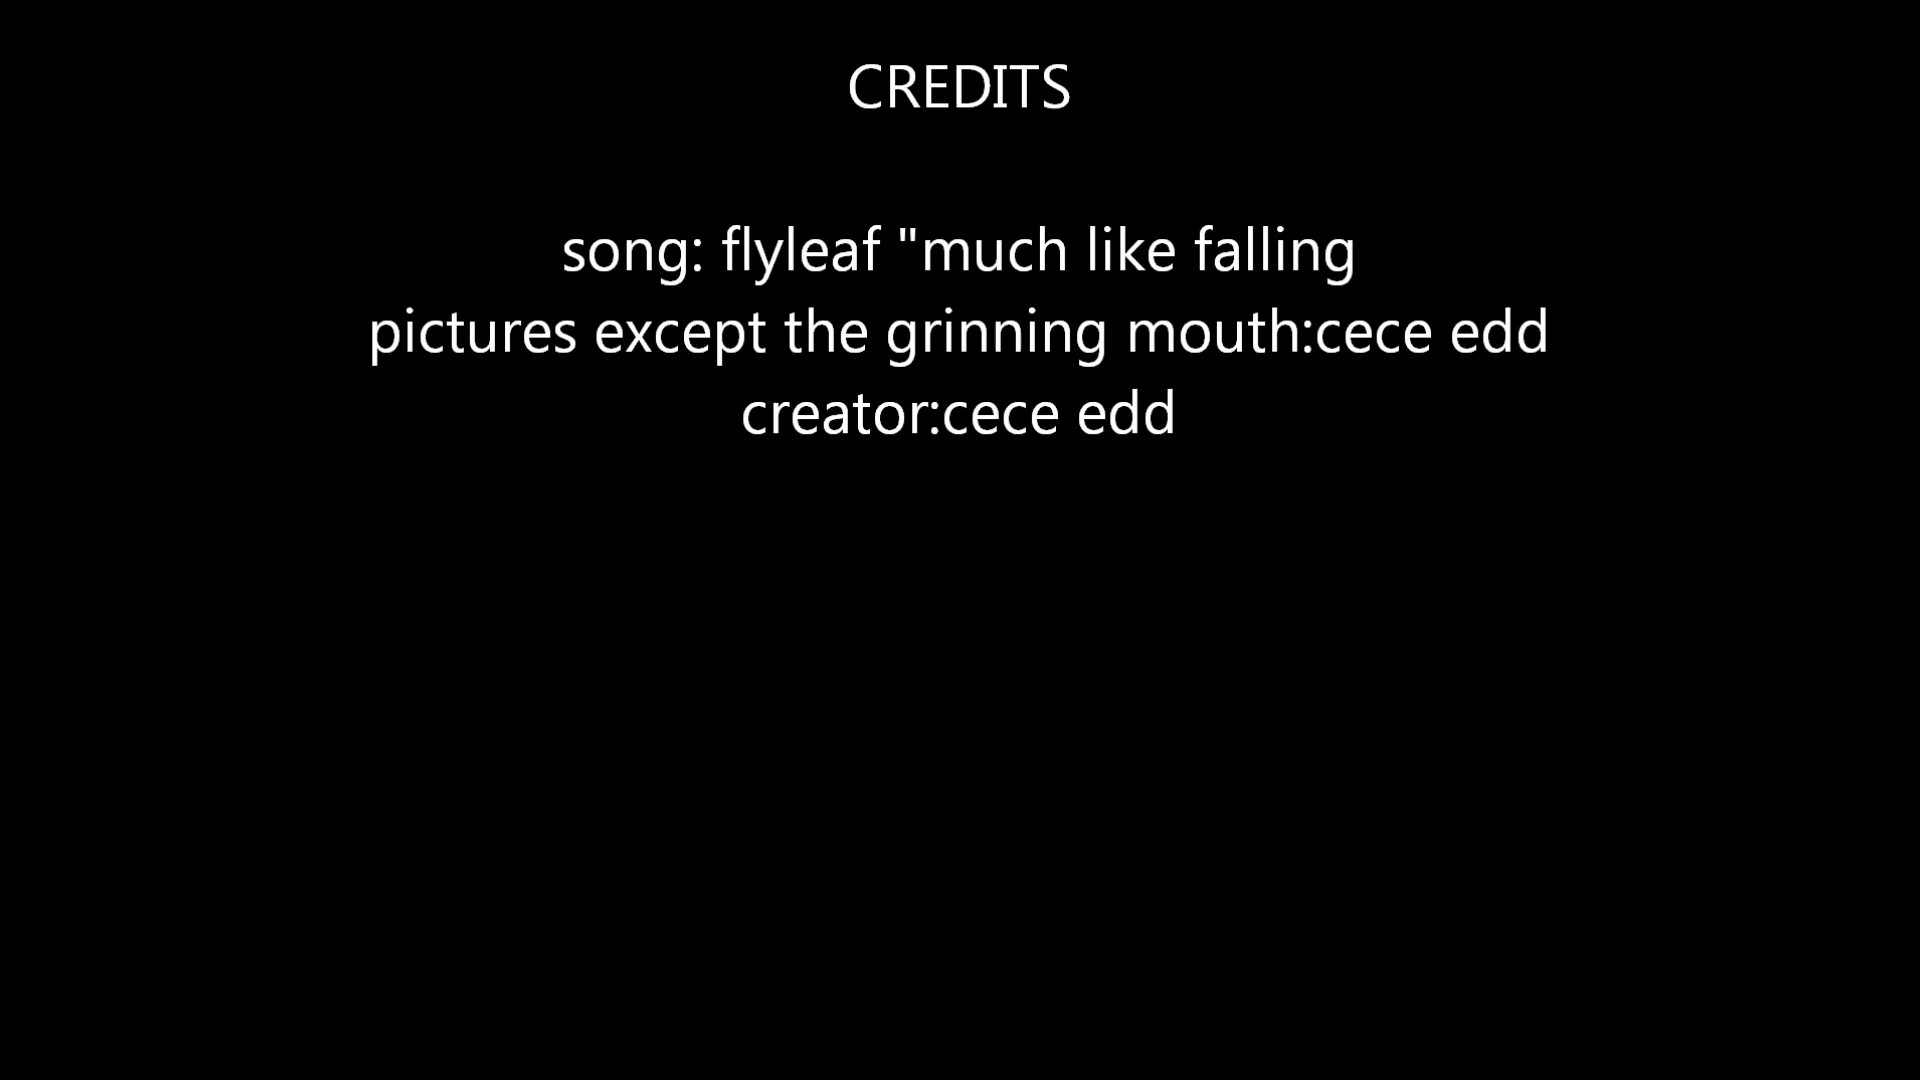 CREDITS
song: flyleaf "much like falling
pictures except the grinning mouth:cece edd
creator:cece edd